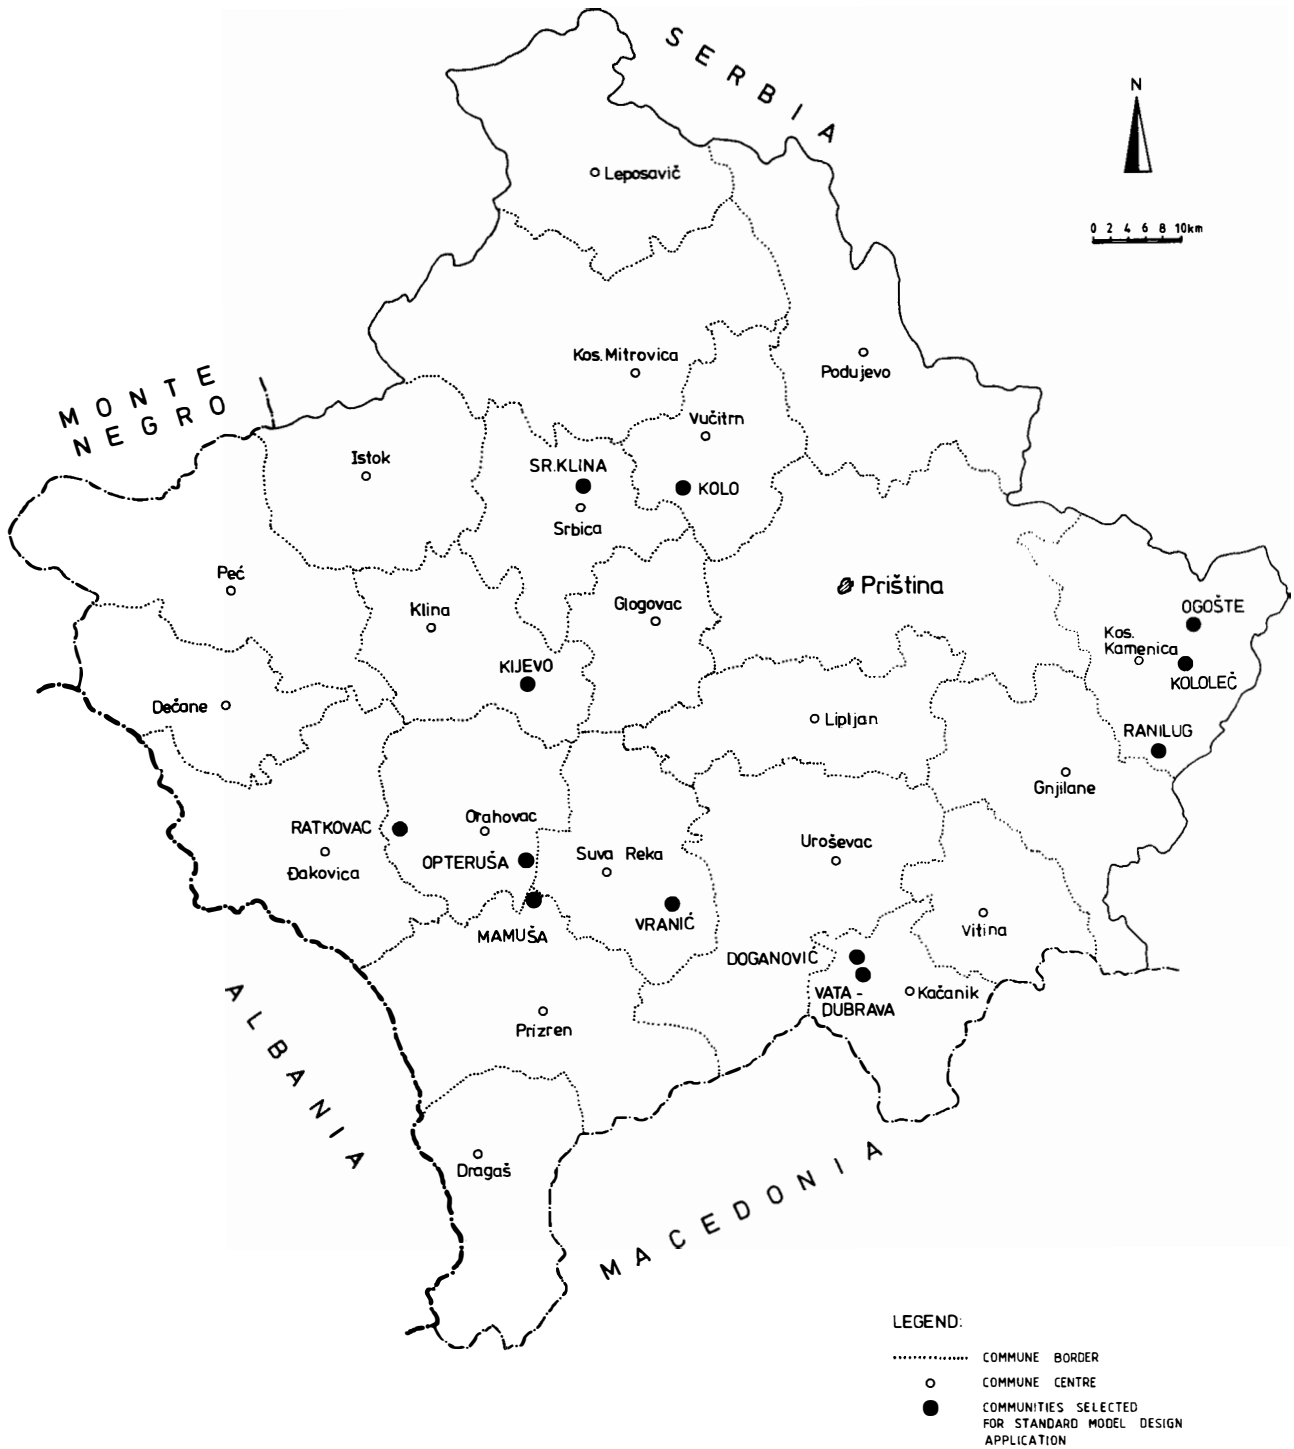 SERBIA
N
0 2 4 6 8 10km
Leposavič
Kos. Mitrovica
Podujevo
MONTE
NEGRO
Vučitrn
Istok
SR.KLINA
KOLO
Srbica
Peć
Klina
Glogovac
Priština
OGOŠTE
Kos.
Kamenica
KOLOLEČ
KIJEVO
Dečane
Lipljan
RANILUG
Gnjilane
RATKOVAC
Orahovac
Uroševac
OPTERUŠA
Suva Reka
Đakovica
MAMUŠA
VRANIĆ
Vitina
DOGANOVIĆ
VATA -
DUBRAVA
Kačanik
ALBANIA
Prizren
Dragaš
MACEDONIA
LEGEND:
COMMUNE BORDER
COMMUNE CENTRE
COMMUNITIES SELECTED
FOR STANDARD MODEL DESIGN
APPLICATION